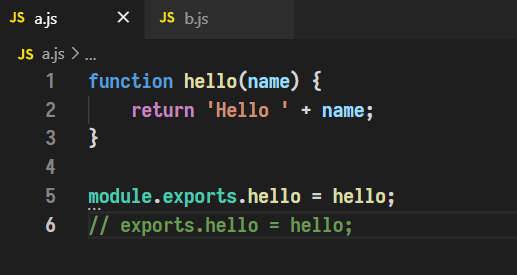 JS a.js × JS b.js
JS a.js > ...
1 function hello(name) {
2     return 'Hello ' + name;
3 }
4
5 module.exports.hello = hello;
6 // exports.hello = hello;